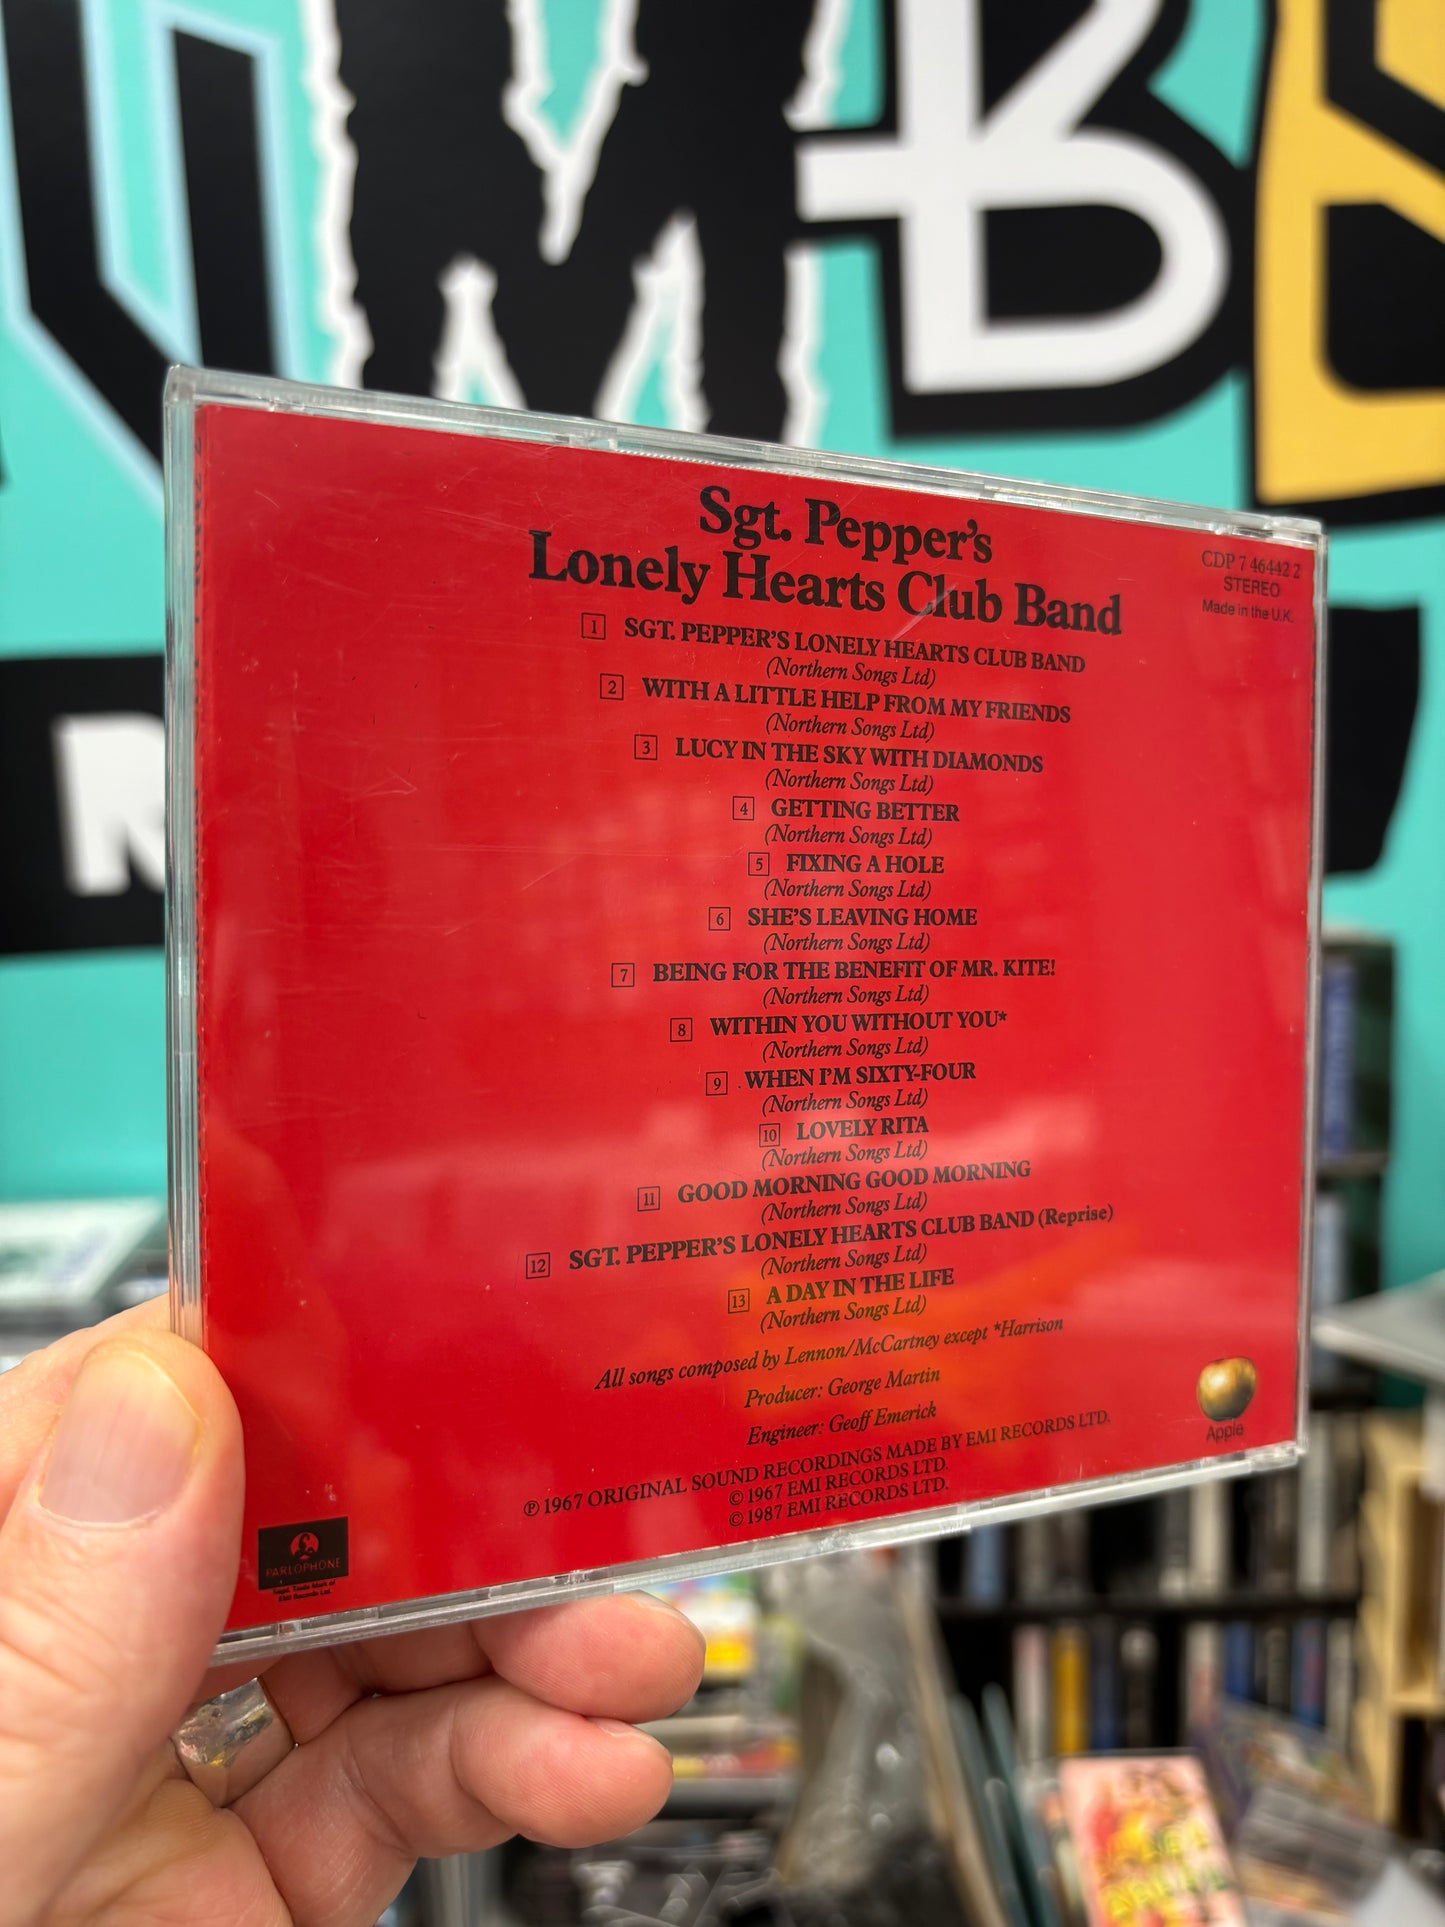 Sgt. Pepper's
Lonely Hearts Club Band
CDP 7 46442 2
STEREO
Made in the U.K.
1 SGT. PEPPER'S LONELY HEARTS CLUB BAND
(Northern Songs Ltd)
2 WITH A LITTLE HELP FROM MY FRIENDS
(Northern Songs Ltd)
3 LUCY IN THE SKY WITH DIAMONDS
(Northern Songs Ltd)
4 GETTING BETTER
(Northern Songs Ltd)
5 FIXING A HOLE
(Northern Songs Ltd)
6 SHE'S LEAVING HOME
(Northern Songs Ltd)
7 BEING FOR THE BENEFIT OF MR. KITE!
(Northern Songs Ltd)
8 WITHIN YOU WITHOUT YOU*
(Northern Songs Ltd)
9 WHEN I'M SIXTY-FOUR
(Northern Songs Ltd)
10 LOVELY RITA
(Northern Songs Ltd)
11 GOOD MORNING GOOD MORNING
(Northern Songs Ltd)
12 SGT. PEPPER'S LONELY HEARTS CLUB BAND (Reprise)
(Northern Songs Ltd)
13 A DAY IN THE LIFE
(Northern Songs Ltd)
All songs composed by Lennon/McCartney except *Harrison
Producer: George Martin
Engineer: Geoff Emerick
℗ 1967 ORIGINAL SOUND RECORDINGS MADE BY EMI RECORDS LTD.
© 1967 EMI RECORDS LTD.
© 1987 EMI RECORDS LTD.
Apple
PARLOPHONE
Regd. Trade Mark of
EMI Records Ltd.